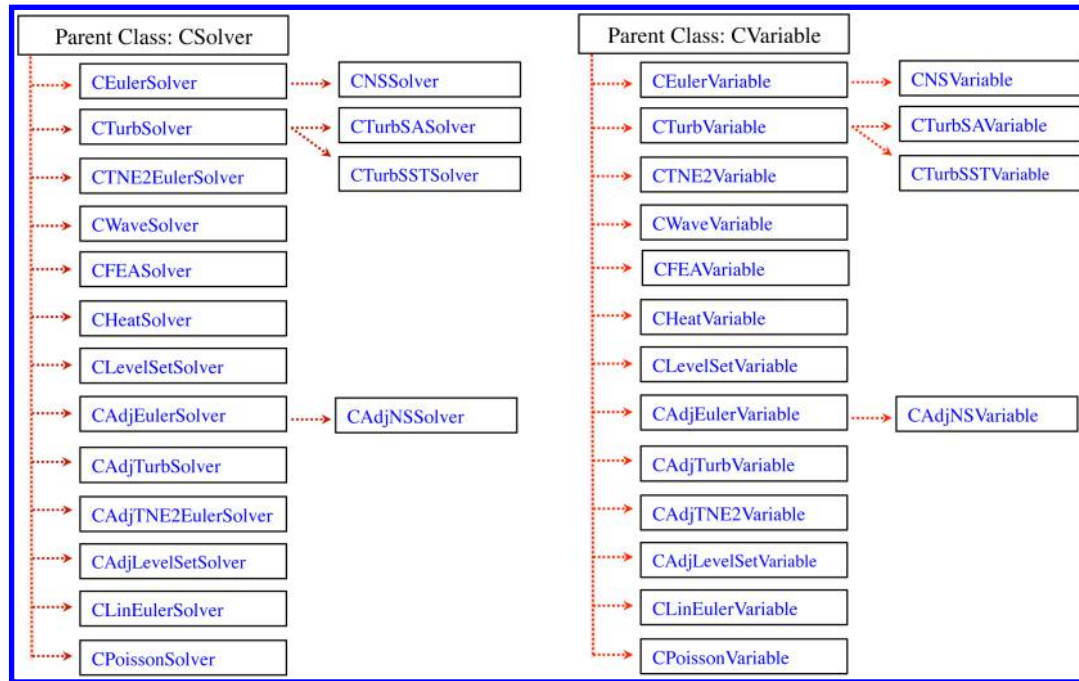 Parent Class: CSolver
CEulerSolver
CNSSolver
CTurbSolver
CTurbSASolver
CTurbSSTSolver
CTNE2EulerSolver
CWaveSolver
CFEASolver
CHeatSolver
CLevelSetSolver
CAdjEulerSolver
CAdjNSSolver
CAdjTurbSolver
CAdjTNE2EulerSolver
CAdjLevelSetSolver
CLinEulerSolver
CPoissonSolver
Parent Class: CVariable
CEulerVariable
CNSVariable
CTurbVariable
CTurbSAVariable
CTurbSSTVariable
CTNE2Variable
CWaveVariable
CFEAVariable
CHeatVariable
CLevelSetVariable
CAdjEulerVariable
CAdjNSVariable
CAdjTurbVariable
CAdjTNE2Variable
CAdjLevelSetVariable
CLinEulerVariable
CPoissonVariable